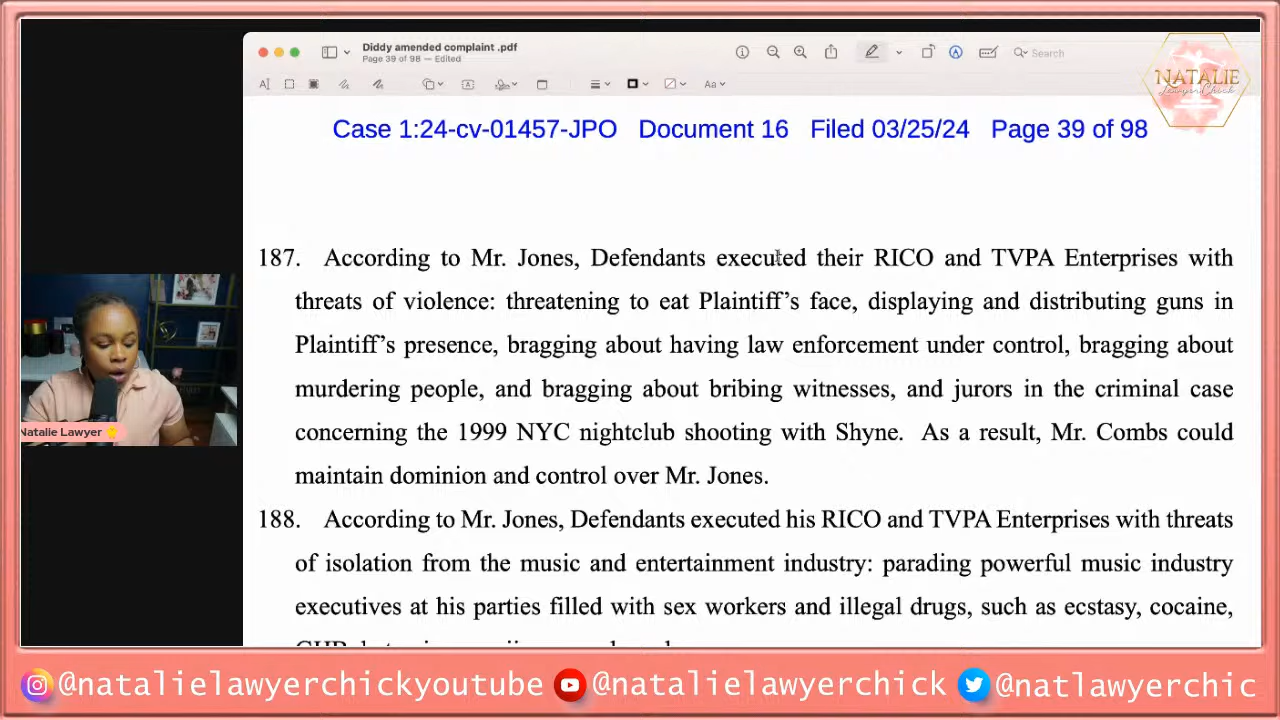 Diddy amended complaint .pdf
Page 39 of 98 — Edited
Search
NATALIE
LawyerChick
Case 1:24-cv-01457-JPO Document 16 Filed 03/25/24 Page 39 of 98
187. According to Mr. Jones, Defendants executed their RICO and TVPA Enterprises with
threats of violence: threatening to eat Plaintiff's face, displaying and distributing guns in
Plaintiff's presence, bragging about having law enforcement under control, bragging about
murdering people, and bragging about bribing witnesses, and jurors in the criminal case
concerning the 1999 NYC nightclub shooting with Shyne. As a result, Mr. Combs could
maintain dominion and control over Mr. Jones.
188. According to Mr. Jones, Defendants executed his RICO and TVPA Enterprises with threats
of isolation from the music and entertainment industry: parading powerful music industry
executives at his parties filled with sex workers and illegal drugs, such as ecstasy, cocaine,
Natalie Lawyer
@natalielawyerchickyoutube @natalielawyerchick @natlawyerchic